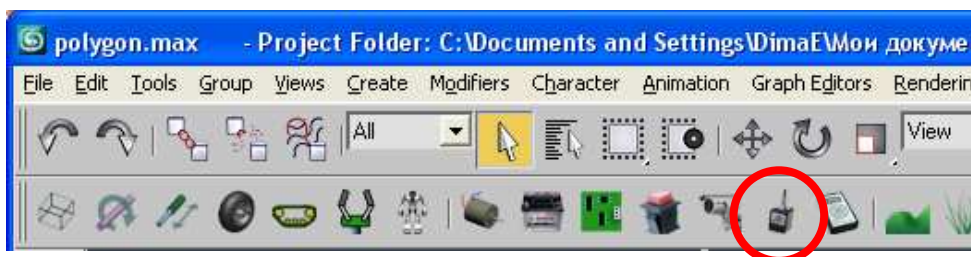 polygon.max - Project Folder: C:\Documents and Settings\DimaE\Мои докуме
File Edit Tools Group Views Create Modifiers Character Animation Graph Editors Renderin
All View